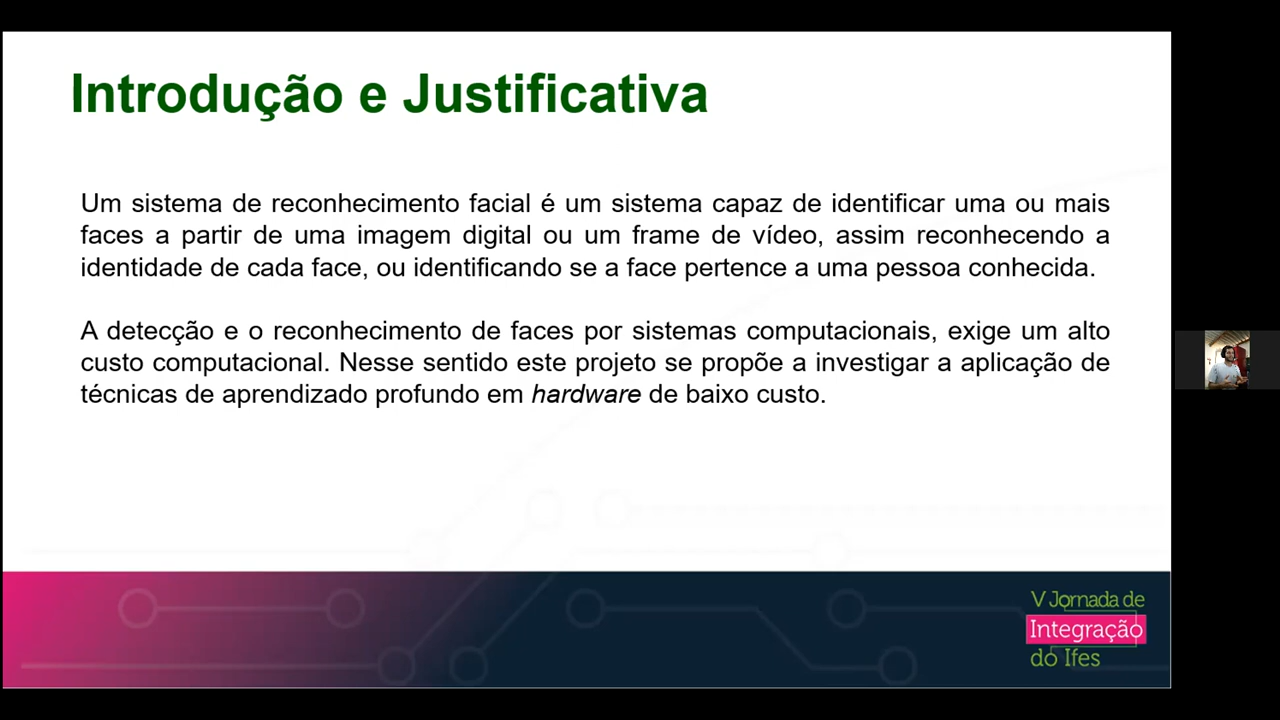 Introdução e Justificativa
Um sistema de reconhecimento facial é um sistema capaz de identificar uma ou mais
faces a partir de uma imagem digital ou um frame de vídeo, assim reconhecendo a
identidade de cada face, ou identificando se a face pertence a uma pessoa conhecida.
A detecção e o reconhecimento de faces por sistemas computacionais, exige um alto
custo computacional. Nesse sentido este projeto se propõe a investigar a aplicação de
técnicas de aprendizado profundo em hardware de baixo custo.
V Jornada de
Integração
do Ifes